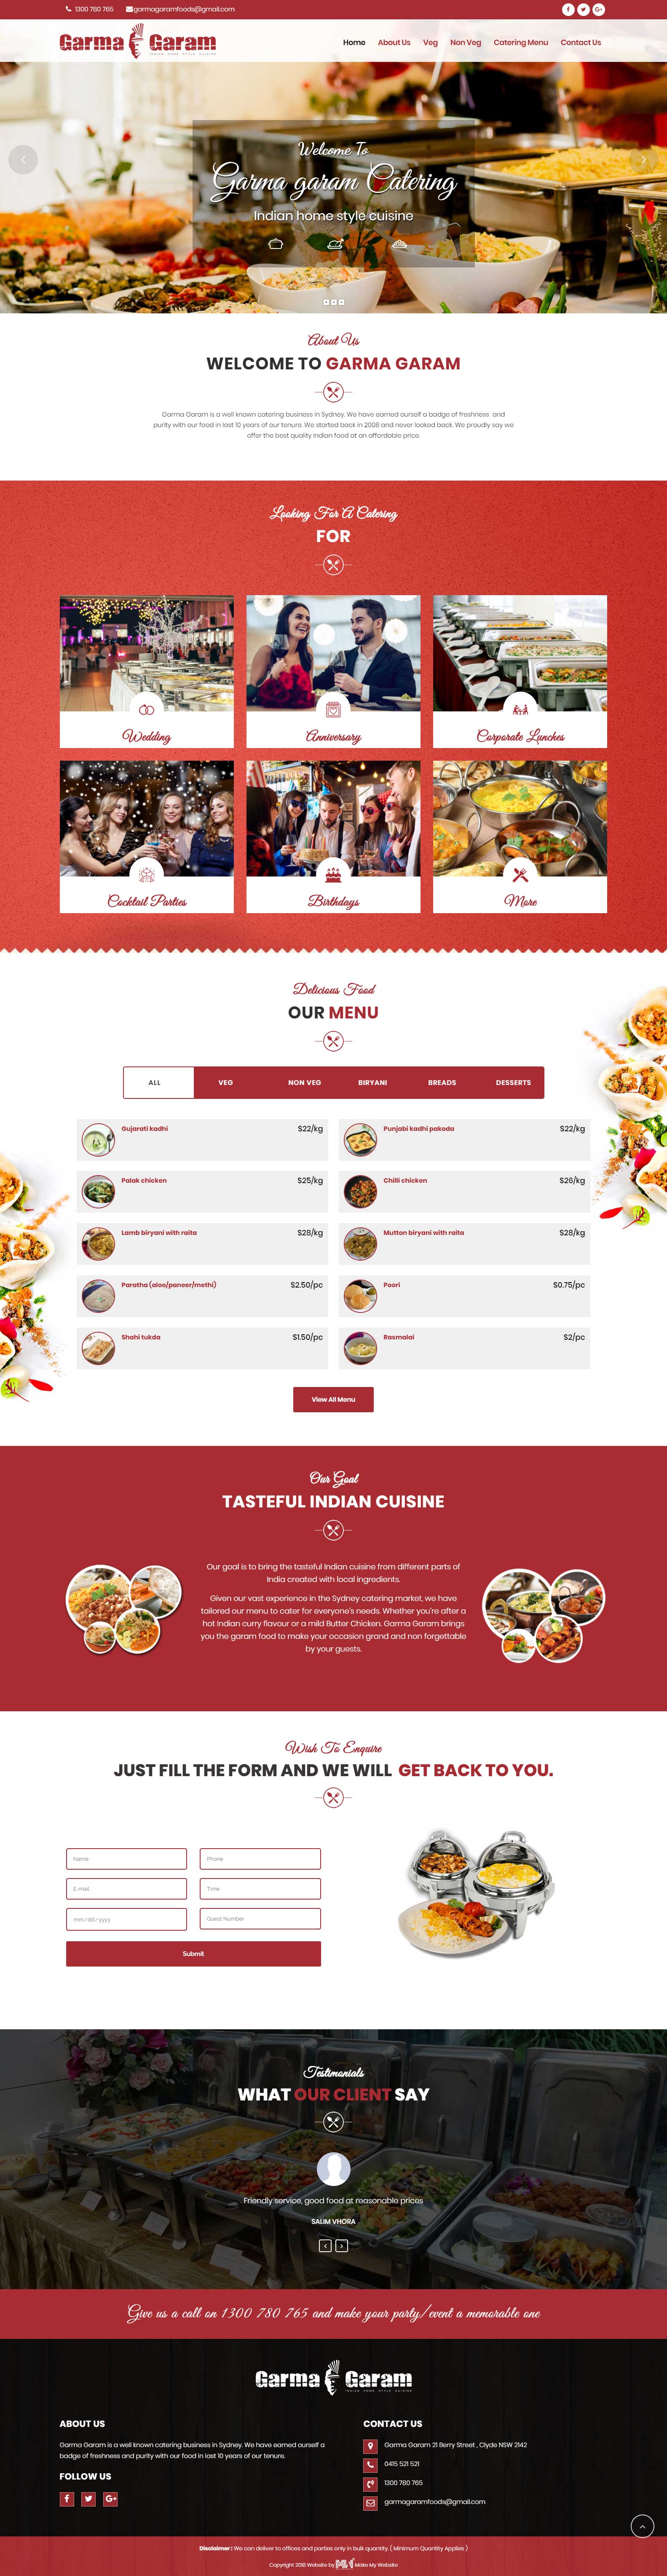 1300 780 765 garmagaramfoods@gmail.com
Garma Garam
INDIAN HOME STYLE CUISINE
Home About Us Veg Non Veg Catering Menu Contact Us
Welcome To
Garma garam Catering
Indian home style cuisine
About Us
WELCOME TO GARMA GARAM
Garma Garam is a well known catering business in Sydney. We have earned ourself a badge of freshness and
purity with our food in last 10 years of our tenure. We started back in 2008 and never looked back. We proudly say we
offer the best quality Indian food at an affordable price.
Looking For A Catering
FOR
Wedding
Anniversary
Corporate Lunches
Cocktail Parties
Birthdays
More
Delicious Food
OUR MENU
ALL VEG NON VEG BIRYANI BREADS DESSERTS
Gujarati kadhi $22/kg
Punjabi kadhi pakoda $22/kg
Palak chicken $25/kg
Chilli chicken $26/kg
Lamb biryani with raita $28/kg
Mutton biryani with raita $28/kg
Paratha (aloo/paneer/methi) $2.50/pc
Poori $0.75/pc
Shahi tukda $1.50/pc
Rasmalai $2/pc
View All Menu
Our Goal
TASTEFUL INDIAN CUISINE
Our goal is to bring the tasteful Indian cuisine from different parts of
India created with local ingredients.
Given our vast experience in the Sydney catering market, we have
tailored our menu to cater for everyone's needs. Whether you're after a
hot Indian curry flavour or a mild Butter Chicken. Garma Garam brings
you the garam food to make your occasion grand and non forgettable
by your guests.
Wish To Enquire
JUST FILL THE FORM AND WE WILL GET BACK TO YOU.
Name
Phone
E-mail
Time
mm/dd/yyyy
Guest Number
Submit
Testimonials
WHAT OUR CLIENT SAY
Friendly service, good food at reasonable prices
SALIM VHORA
Give us a call on 1300 780 765 and make your party/event a memorable one
Garma Garam
INDIAN HOME STYLE CUISINE
ABOUT US
Garma Garam is a well known catering business in Sydney. We have earned ourself a
badge of freshness and purity with our food in last 10 years of our tenure.
FOLLOW US
CONTACT US
Garma Garam 21 Berry Street , Clyde NSW 2142
0415 521 521
1300 780 765
garmagaramfoods@gmail.com
Disclaimer : We can deliver to offices and parties only in bulk quantity. ( Minimum Quantity Applies )
Copyright 2018 Website by Make My Website